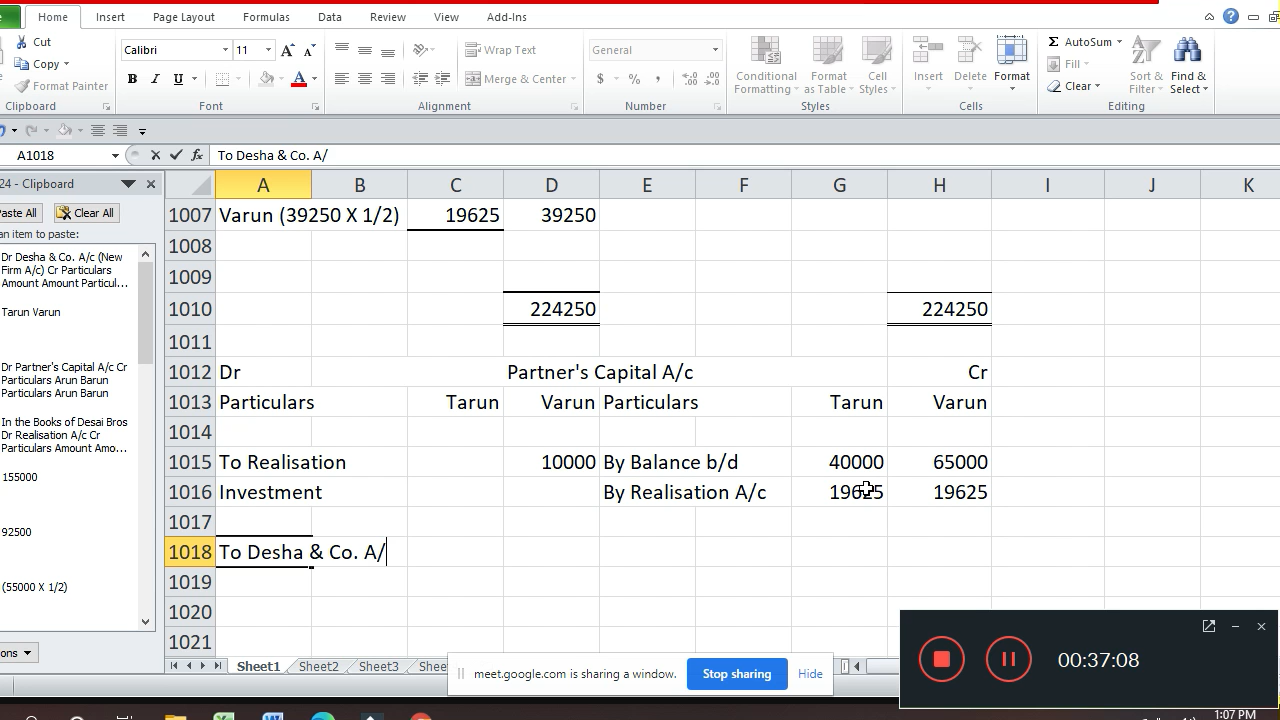 Home Insert Page Layout Formulas Data Review View Add-Ins
Cut
Copy
Format Painter
Clipboard
Calibri 11
B I U
Font
Wrap Text
Merge & Center
Alignment
General
$ % ,
Number
Conditional Formatting
Format as Table
Cell Styles
Styles
Insert Delete Format
Cells
AutoSum
Fill
Clear
Sort & Filter
Find & Select
Editing
A1018 fx To Desha & Co. A/
24 - Clipboard
Paste All Clear All
an item to paste:
Dr Desha & Co. A/c (New
Firm A/c) Cr Particulars
Amount Amount Particul...
Tarun Varun
Dr Partner's Capital A/c Cr
Particulars Arun Barun
Particulars Arun Barun
In the Books of Desai Bros
Dr Realisation A/c Cr
Particulars Amount Amo...
155000
92500
(55000 X 1/2)
A B C D E F G H I J K
1007 Varun (39250 X 1/2) 19625 39250
1008
1009
1010 224250 224250
1011
1012 Dr Partner's Capital A/c Cr
1013 Particulars Tarun Varun Particulars Tarun Varun
1014
1015 To Realisation 10000 By Balance b/d 40000 65000
1016 Investment By Realisation A/c 19625 19625
1017
1018 To Desha & Co. A/
1019
1020
1021
Sheet1 Sheet2 Sheet3
meet.google.com is sharing a window. Stop sharing Hide
00:37:08
1:07 PM